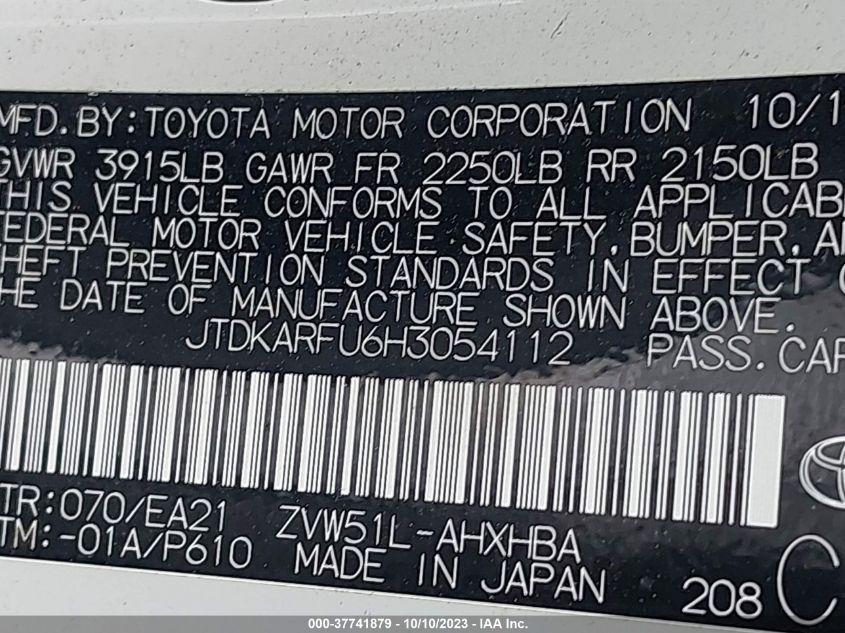 MFD. BY: TOYOTA MOTOR CORPORATION 10/1
GVWR 3915LB GAWR FR 2250LB RR 2150LB
THIS VEHICLE CONFORMS TO ALL APPLICAB
FEDERAL MOTOR VEHICLE SAFETY, BUMPER, A
THEFT PREVENTION STANDARDS IN EFFECT O
THE DATE OF MANUFACTURE SHOWN ABOVE.
JTDKARFU6H3054112 PASS. CAR
TR: 070/EA21 ZVW51L-AHXHBA C
TM: -01A/P610 MADE IN JAPAN 208
000-37741879 - 10/10/2023 - IAA Inc.